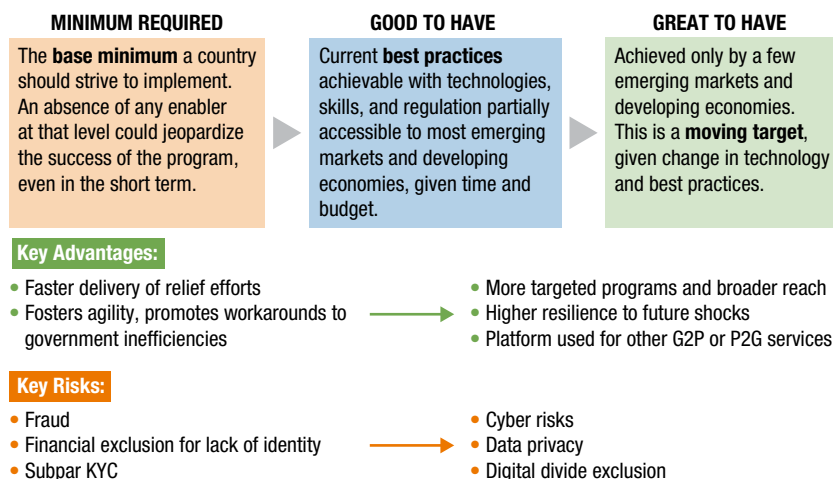 MINIMUM REQUIRED
The base minimum a country
should strive to implement.
An absence of any enabler
at that level could jeopardize
the success of the program,
even in the short term.
GOOD TO HAVE
Current best practices
achievable with technologies,
skills, and regulation partially
accessible to most emerging
markets and developing
economies, given time and
budget.
GREAT TO HAVE
Achieved only by a few
emerging markets and
developing economies.
This is a moving target,
given change in technology
and best practices.
Key Advantages:
• Faster delivery of relief efforts
• Fosters agility, promotes workarounds to
government inefficiencies
• More targeted programs and broader reach
• Higher resilience to future shocks
• Platform used for other G2P or P2G services
Key Risks:
• Fraud
• Financial exclusion for lack of identity
• Subpar KYC
• Cyber risks
• Data privacy
• Digital divide exclusion